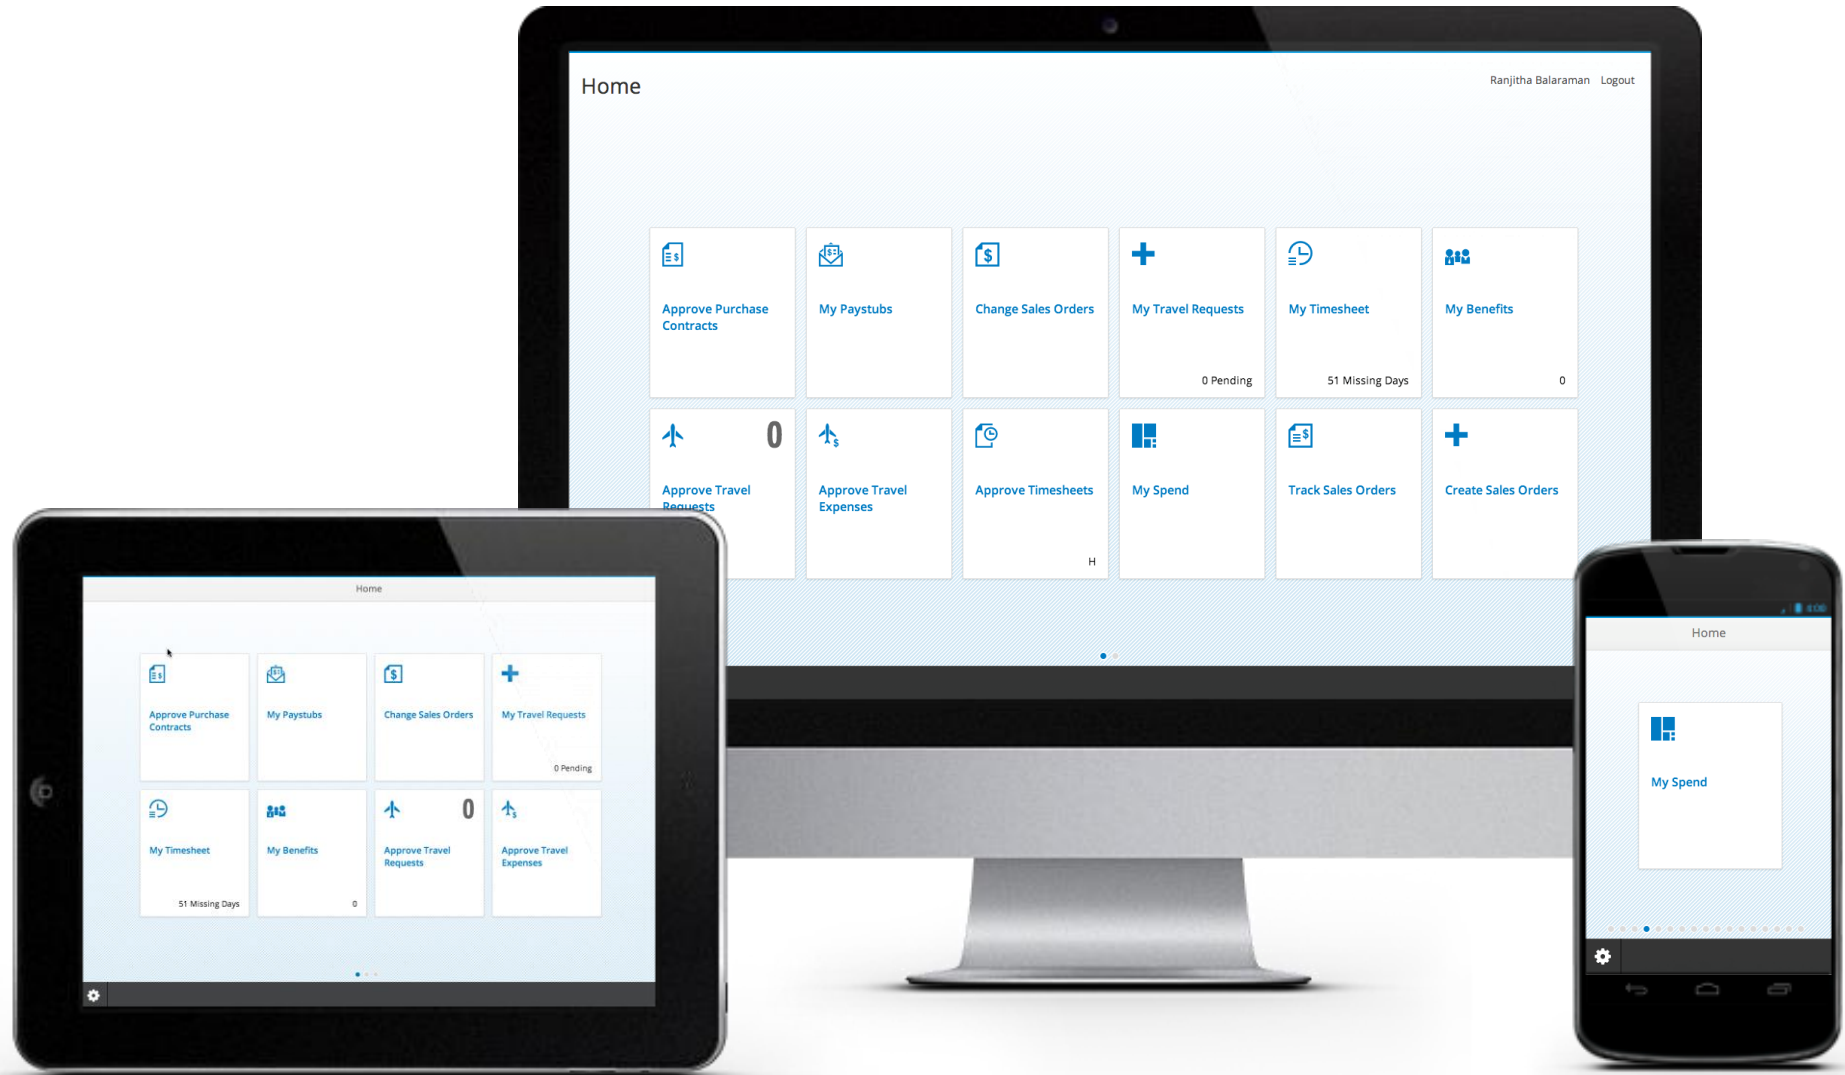 Home
Ranjitha Balaraman Logout
Approve Purchase
Contracts
My Paystubs
Change Sales Orders
My Travel Requests
0 Pending
My Timesheet
51 Missing Days
My Benefits
0
0
Approve Travel
Requests
Approve Travel
Expenses
Approve Timesheets
H
My Spend
Track Sales Orders
Create Sales Orders
Home
Approve Purchase
Contracts
My Paystubs
Change Sales Orders
My Travel Requests
0 Pending
My Timesheet
51 Missing Days
My Benefits
0
0
Approve Travel
Requests
Approve Travel
Expenses
Home
My Spend